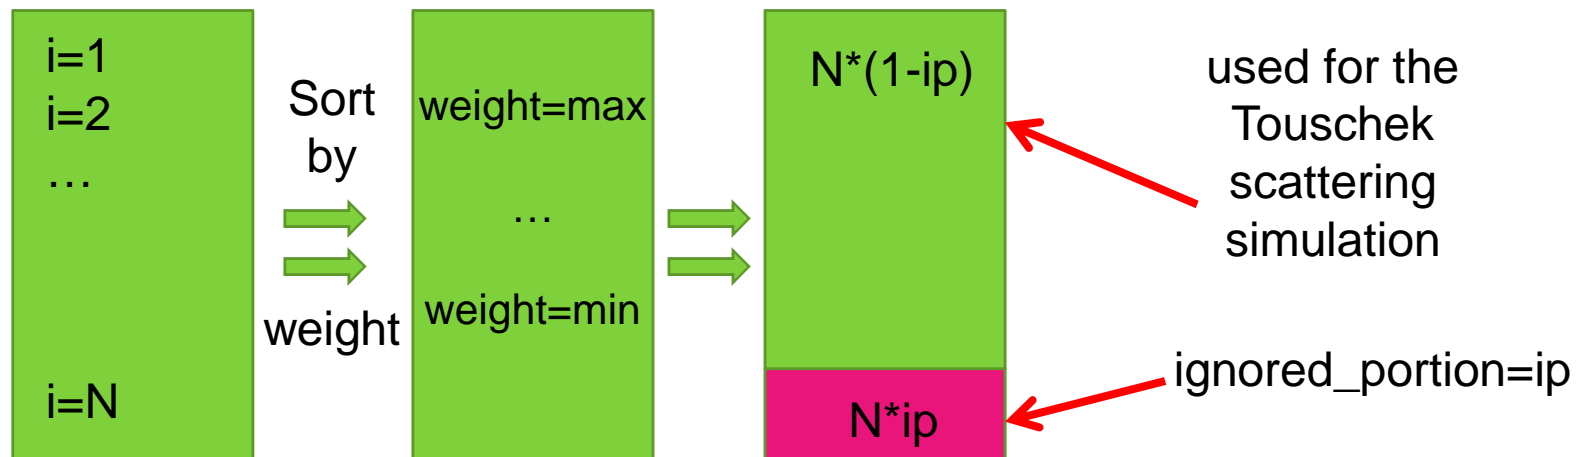 i=1
i=2
…
i=N
Sort
by
weight
weight=max
…
weight=min
N*(1-ip)
N*ip
used for the
Touschek
scattering
simulation
ignored_portion=ip